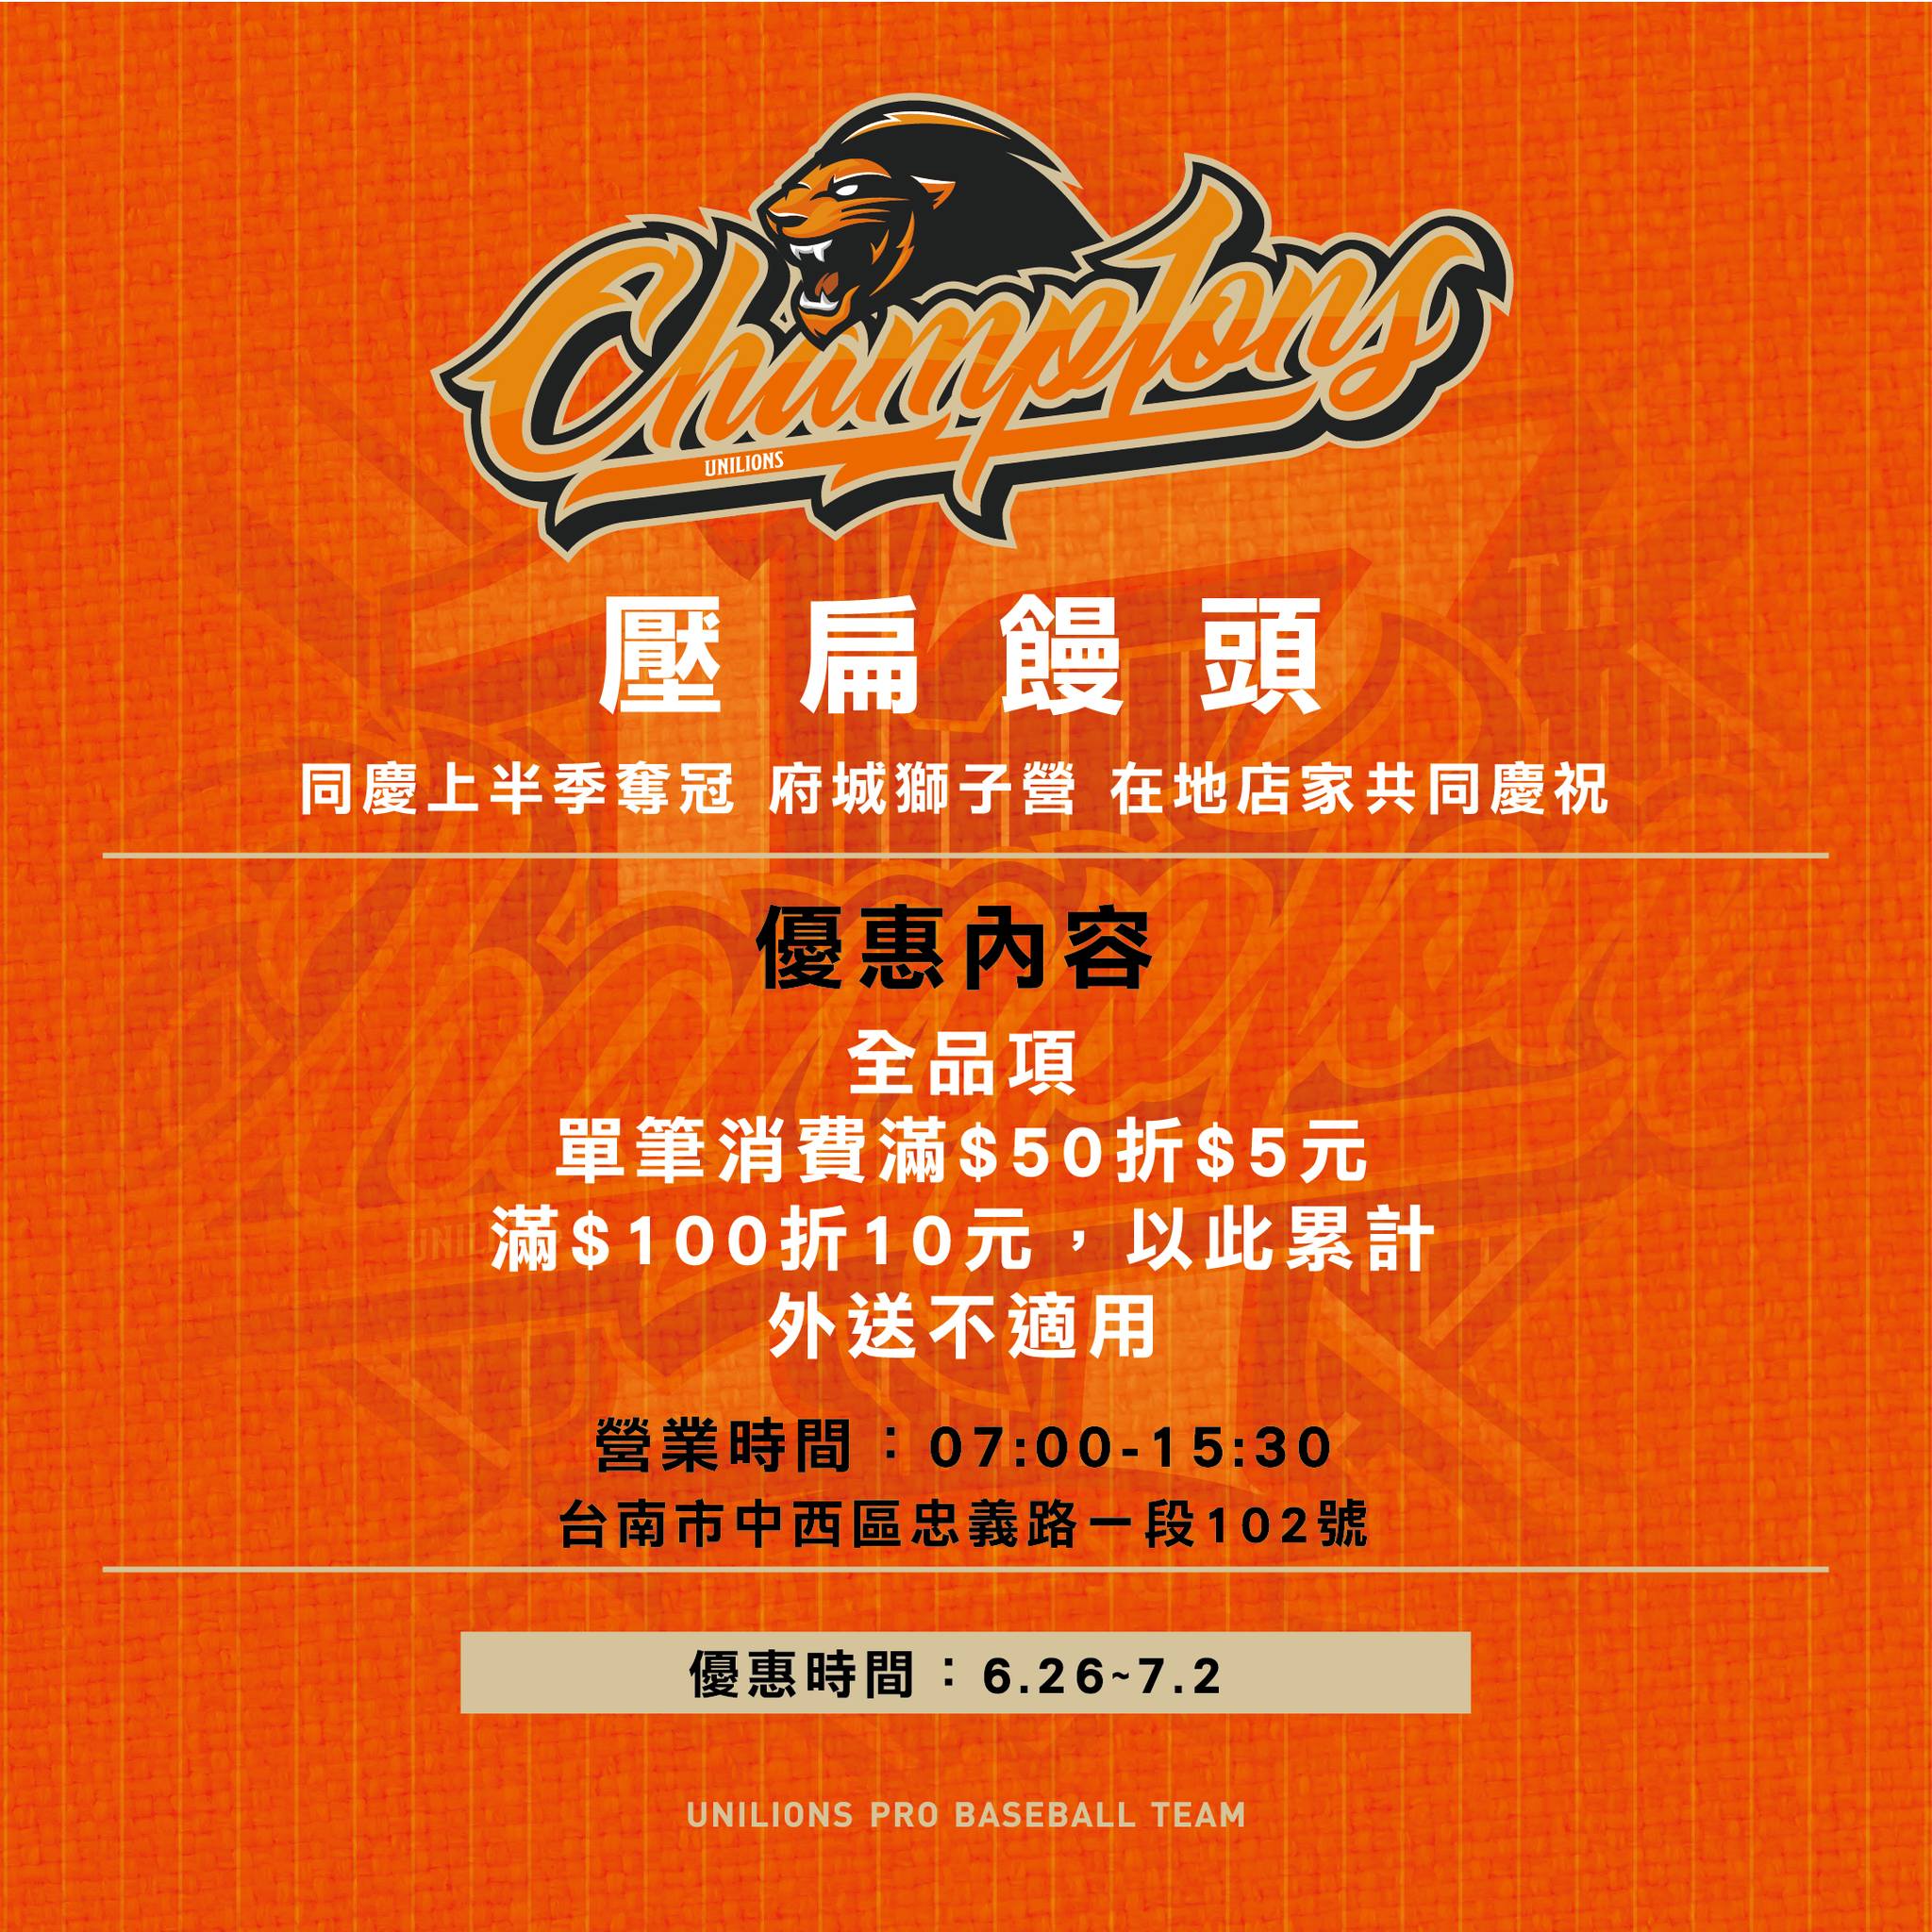 Champ1ons
UNILIONS
壓扁饅頭
同慶上半季奪冠 府城獅子營 在地店家共同慶祝
優惠內容
全品項
單筆消費滿$50折$5元
滿$100折10元，以此累計
外送不適用
營業時間：07:00-15:30
台南市中西區忠義路一段102號
優惠時間：6.26~7.2
UNILIONS PRO BASEBALL TEAM